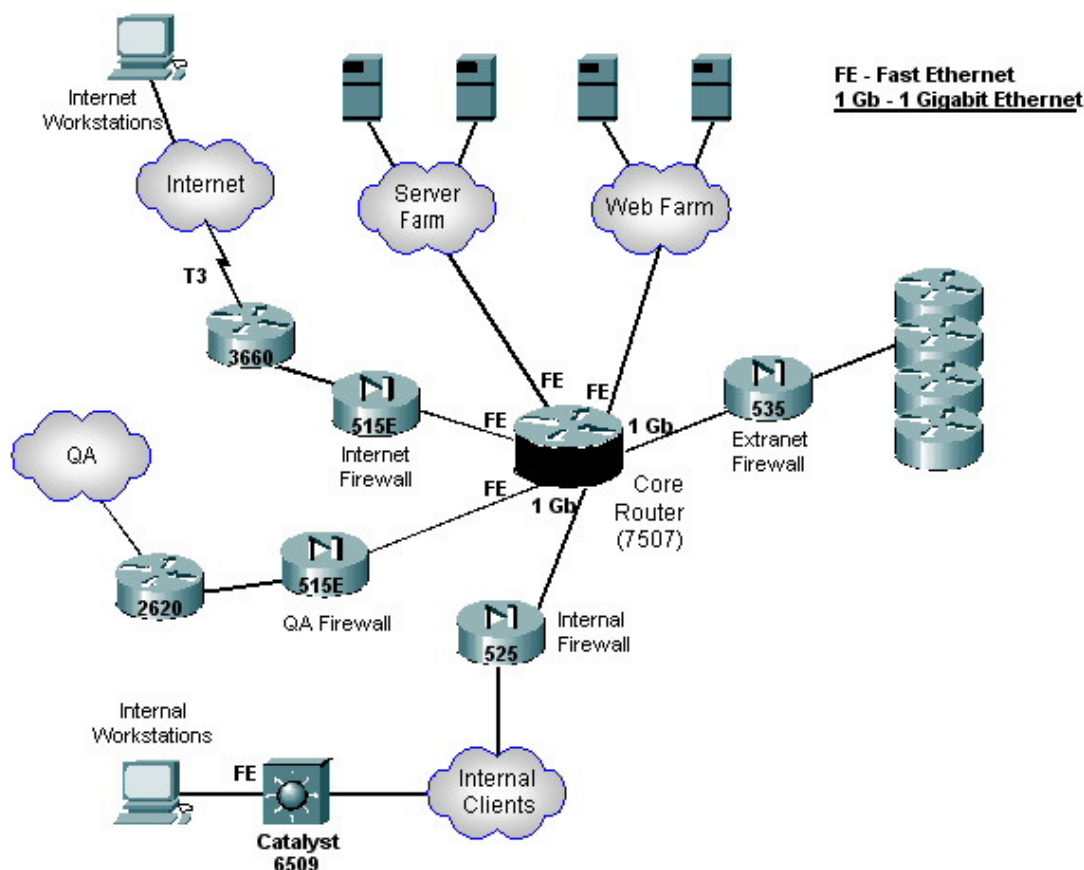 Internet
Workstations
FE - Fast Ethernet
1 Gb - 1 Gigabit Ethernet
Internet
Server
Farm
Web Farm
T3
3660
515E
Internet
Firewall
FE
FE
FE
1 Gb
535
Extranet
Firewall
QA
FE
1 Gb
Core
Router
(7507)
2620
515E
QA Firewall
525
Internal
Firewall
Internal
Workstations
FE
Catalyst
6509
Internal
Clients